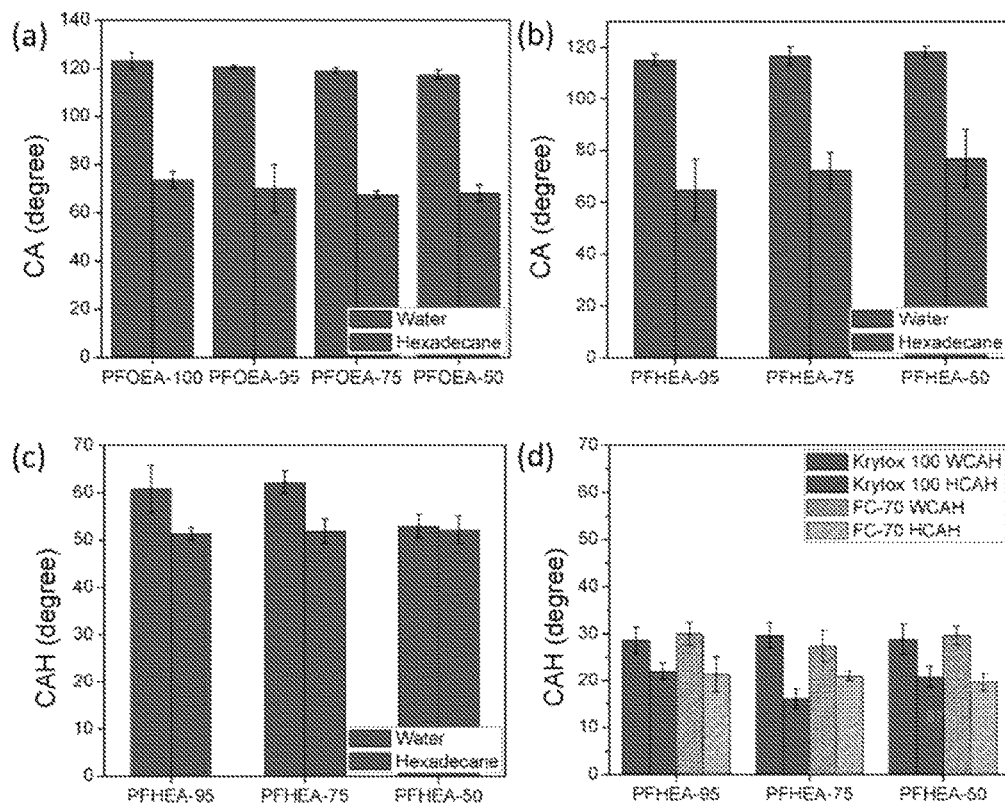 (a)
140
120
100
80
60
40
20
0
CA (degree)
Water
Hexadecane
PFOEA-100 PFOEA-95 PFOEA-75 PFOEA-50
(b)
120
100
80
60
40
20
0
CA (degree)
Water
Hexadecane
PFHEA-95 PFHEA-75 PFHEA-50
(c)
70
60
50
40
30
20
10
0
CAH (degree)
Water
Hexadecane
PFHEA-95 PFHEA-75 PFHEA-50
(d)
70
60
50
40
30
20
10
0
CAH (degree)
Krytox 100 WCAH
Krytox 100 HCAH
FC-70 WCAH
FC-70 HCAH
PFHEA-95 PFHEA-75 PFHEA-50